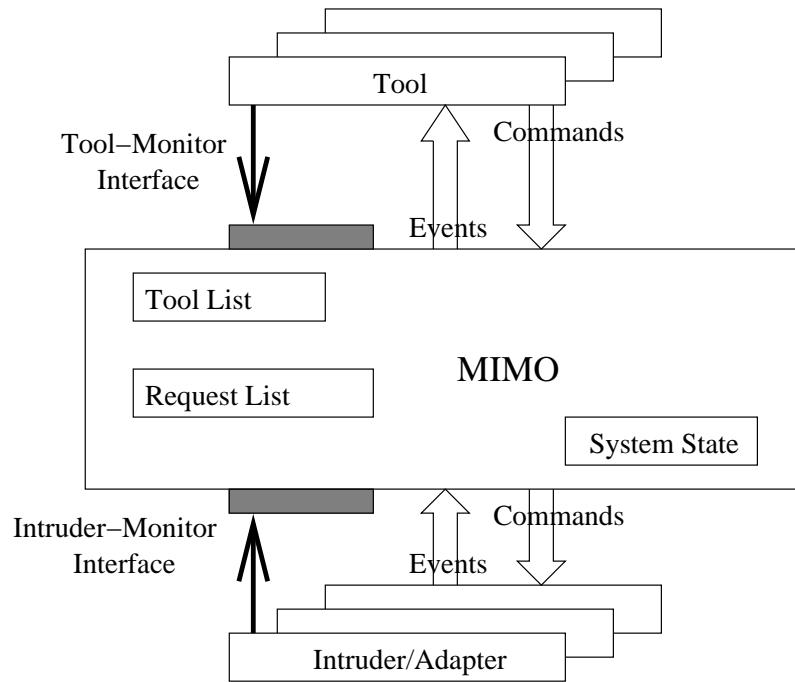 Tool
Commands
Tool−Monitor
Interface
Events
Tool List
MIMO
Request List
System State
Commands
Intruder−Monitor
Interface
Events
Intruder/Adapter